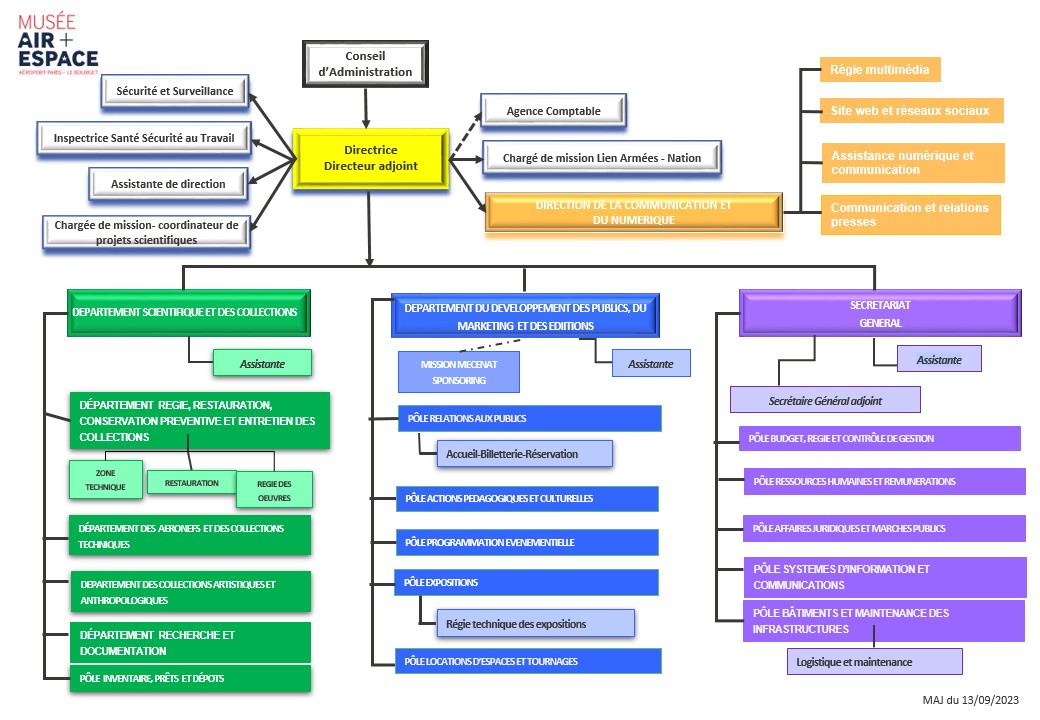 MUSÉE
AIR +
ESPACE
AÉROPORT PARIS – LE BOURGET
Conseil
d'Administration
Sécurité et Surveillance
Inspectrice Santé Sécurité au Travail
Assistante de direction
Chargée de mission- coordinateur de
projets scientifiques
Directrice
Directeur adjoint
Agence Comptable
Chargé de mission Lien Armées - Nation
DIRECTION DE LA COMMUNICATION ET
DU NUMERIQUE
Régie multimédia
Site web et réseaux sociaux
Assistance numérique et
communication
Communication et relations
presses
DEPARTEMENT SCIENTIFIQUE ET DES COLLECTIONS
Assistante
DÉPARTEMENT REGIE, RESTAURATION,
CONSERVATION PREVENTIVE ET ENTRETIEN DES
COLLECTIONS
ZONE
TECHNIQUE
RESTAURATION
REGIE DES
OEUVRES
DÉPARTEMENT DES AERONEFS ET DES COLLECTIONS
TECHNIQUES
DEPARTEMENT DES COLLECTIONS ARTISTIQUES ET
ANTHROPOLOGIQUES
DÉPARTEMENT RECHERCHE ET
DOCUMENTATION
PÔLE INVENTAIRE, PRÊTS ET DÉPOTS
DEPARTEMENT DU DEVELOPPEMENT DES PUBLICS, DU
MARKETING ET DES EDITIONS
MISSION MECENAT
SPONSORING
Assistante
PÔLE RELATIONS AUX PUBLICS
Accueil-Billetterie-Réservation
PÔLE ACTIONS PEDAGOGIQUES ET CULTURELLES
PÔLE PROGRAMMATION EVENEMENTIELLE
PÔLE EXPOSITIONS
Régie technique des expositions
PÔLE LOCATIONS D'ESPACES ET TOURNAGES
SECRETARIAT
GENERAL
Assistante
Secrétaire Général adjoint
PÔLE BUDGET, REGIE ET CONTRÔLE DE GESTION
PÔLE RESSOURCES HUMAINES ET REMUNERATIONS
PÔLE AFFAIRES JURIDIQUES ET MARCHES PUBLICS
PÔLE SYSTEMES D'INFORMATION ET
COMMUNICATIONS
PÔLE BÂTIMENTS ET MAINTENANCE DES
INFRASTRUCTURES
Logistique et maintenance
MAJ du 13/09/2023